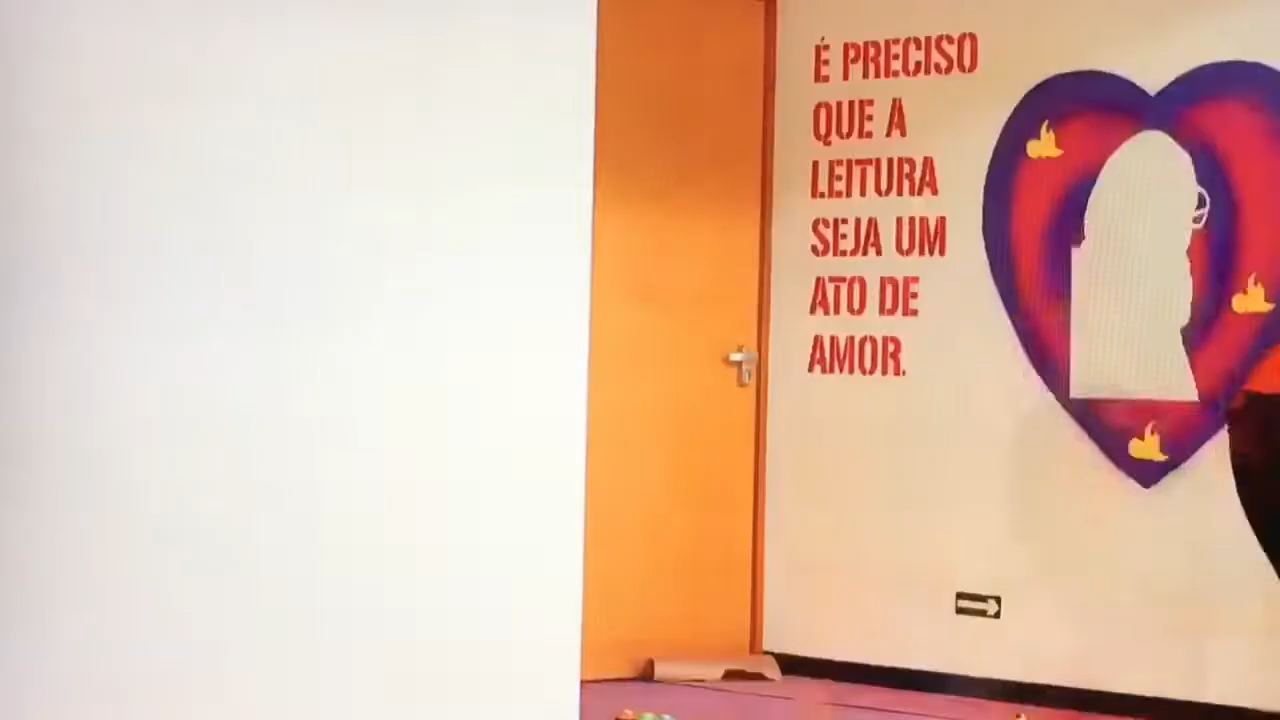 É PRECISO
QUE A
LEITURA
SEJA UM
ATO DE
AMOR.